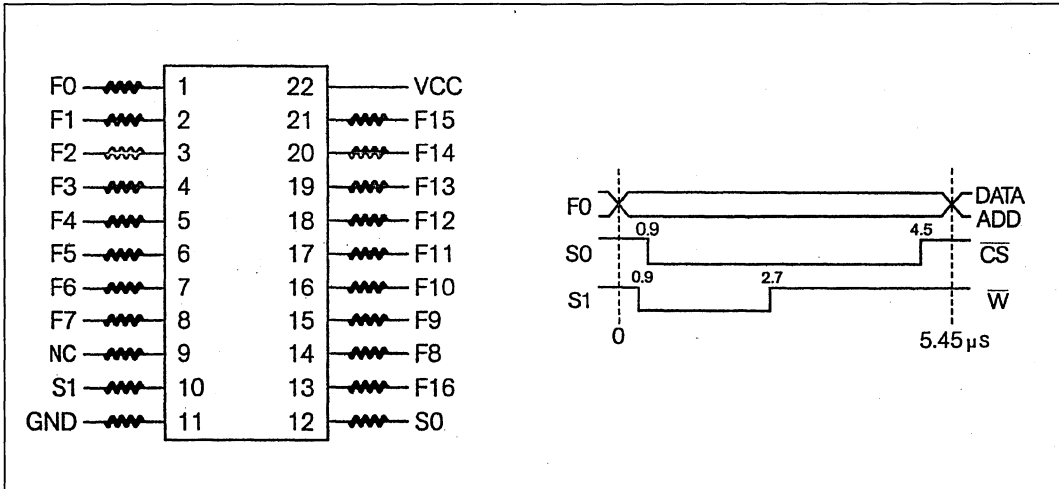 F0 1 22 VCC
F1 2 21 F15
F2 3 20 F14
F3 4 19 F13
F4 5 18 F12
F5 6 17 F11
F6 7 16 F10
F7 8 15 F9
NC 9 14 F8
S1 10 13 F16
GND 11 12 S0
F0 DATA
ADD
S0 0.9 4.5 CS
S1 0.9 2.7 W
0 5.45 µs